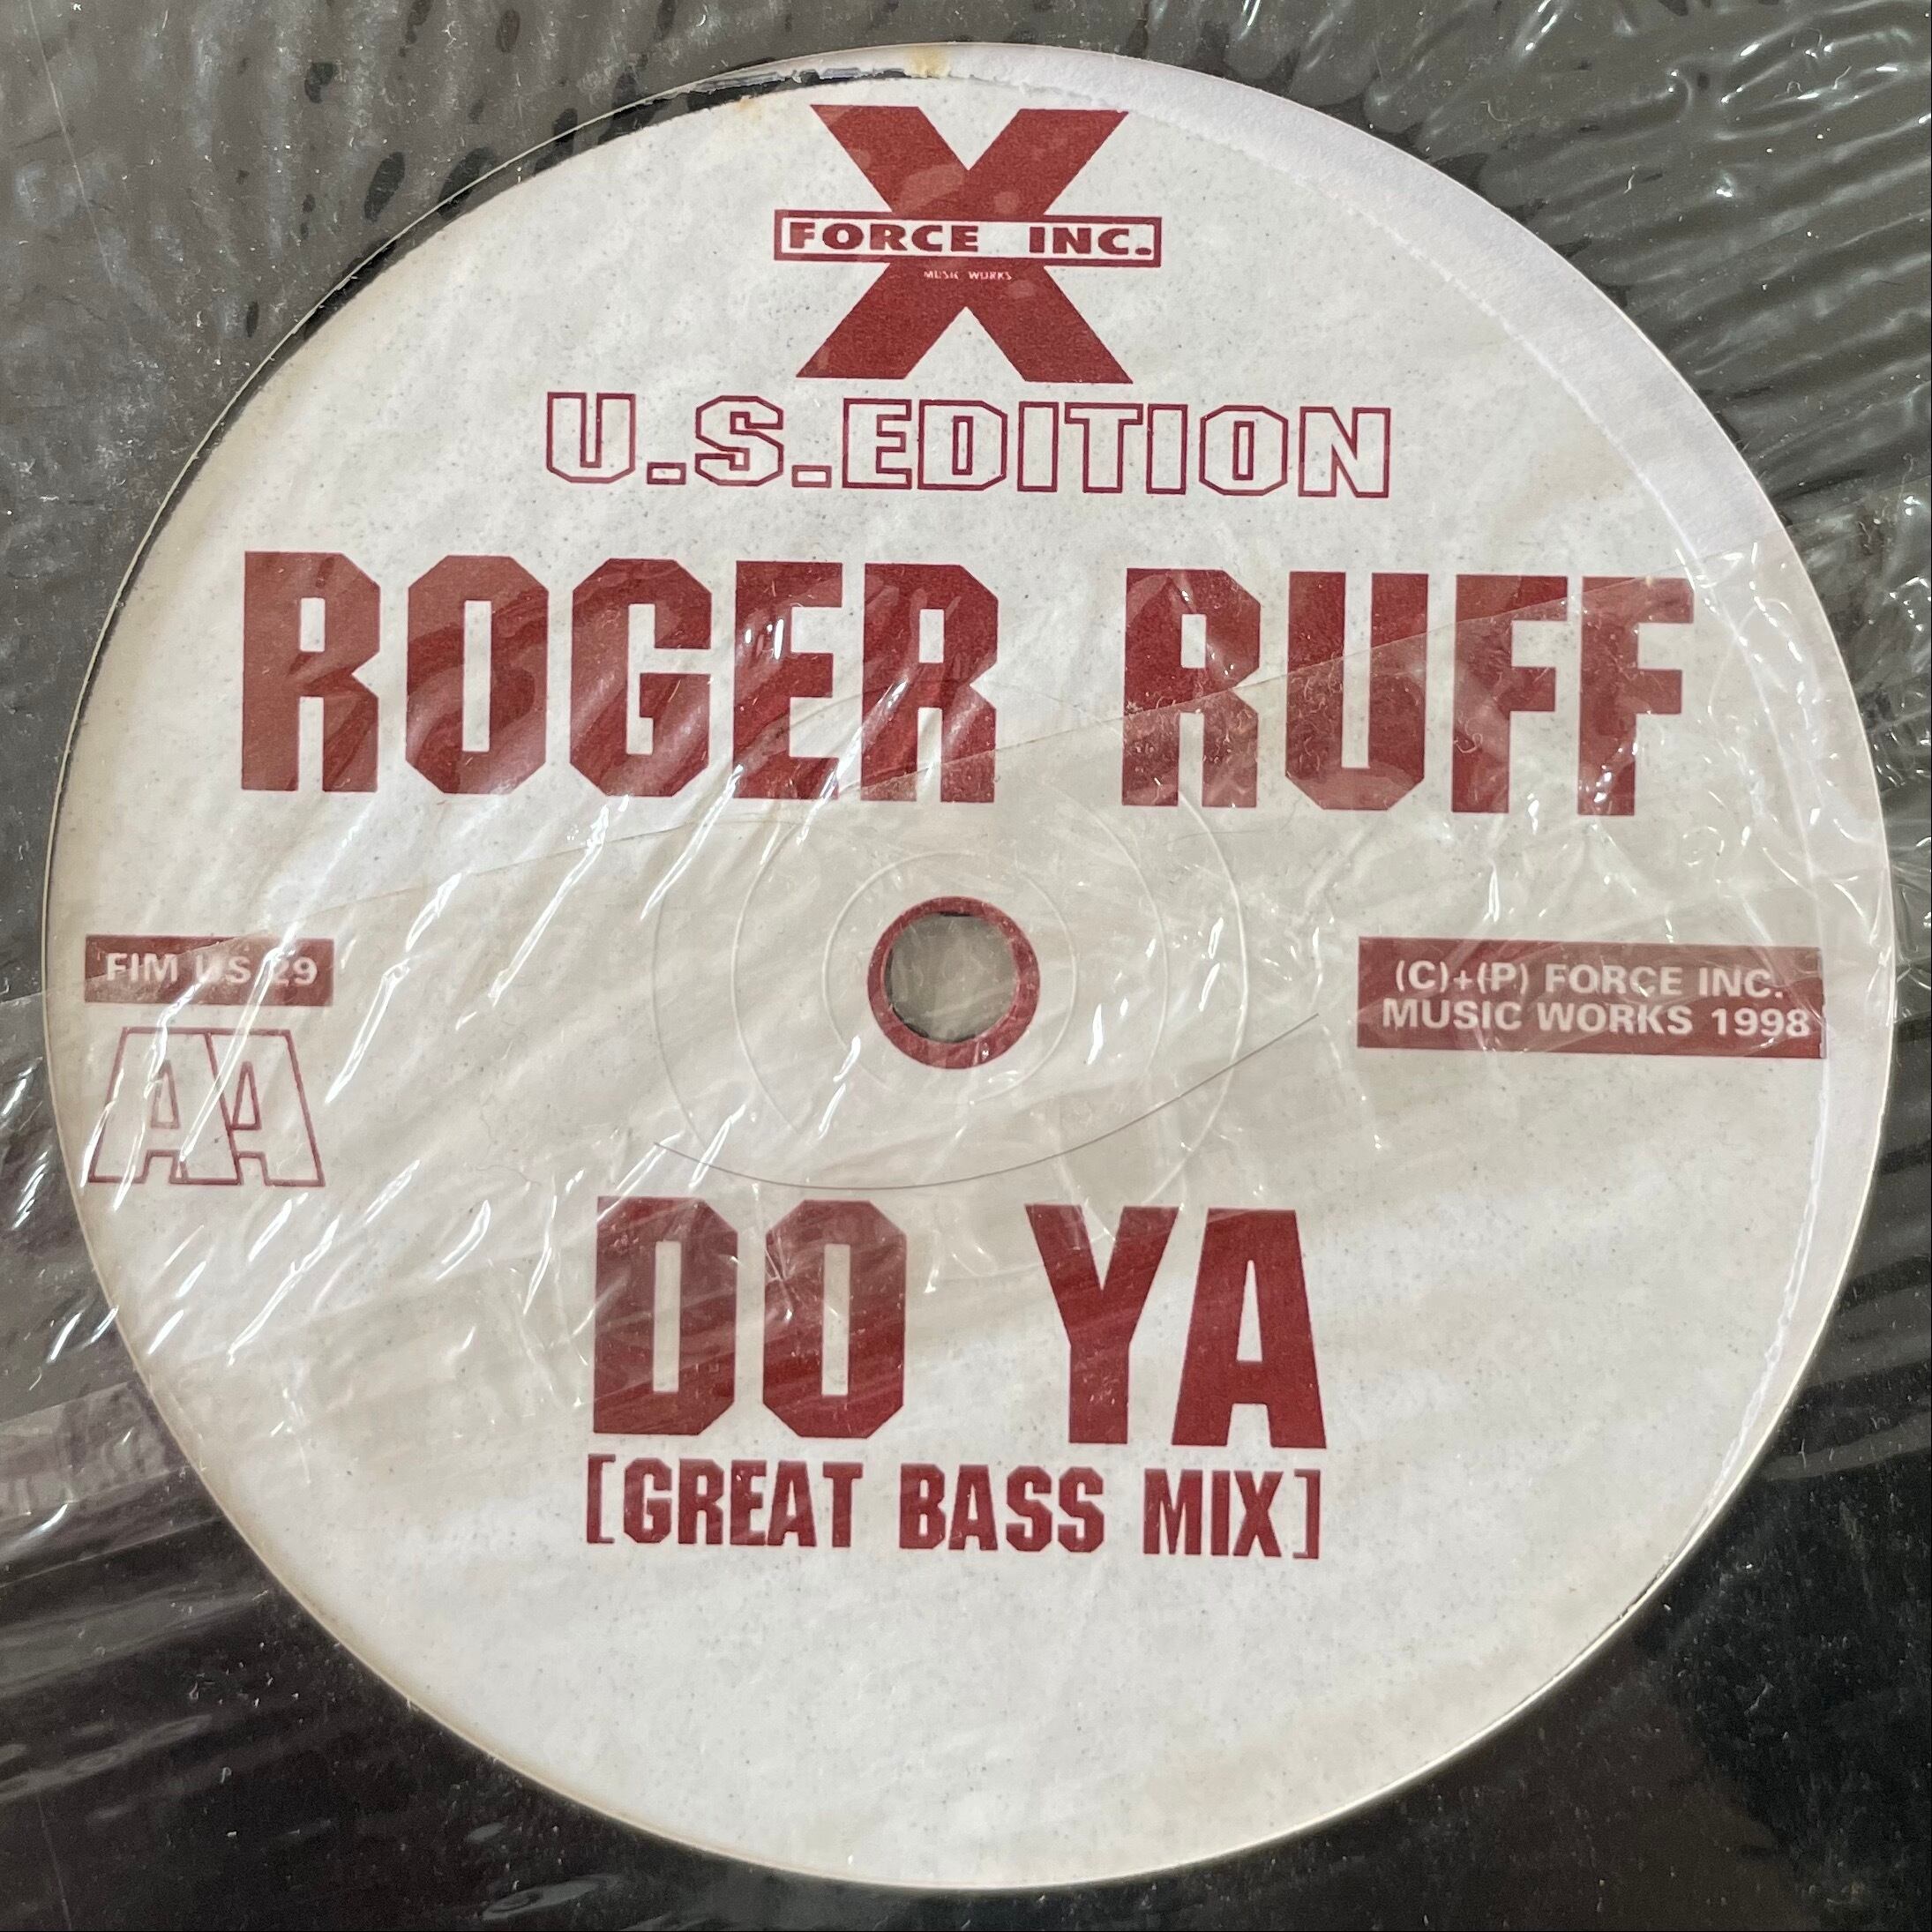 FORCE INC.
MUSIC WORKS
U.S.EDITION
ROGER RUFF
FIM US 29
(C)+(P) FORCE INC.
MUSIC WORKS 1998
AA
DO YA
[GREAT BASS MIX]